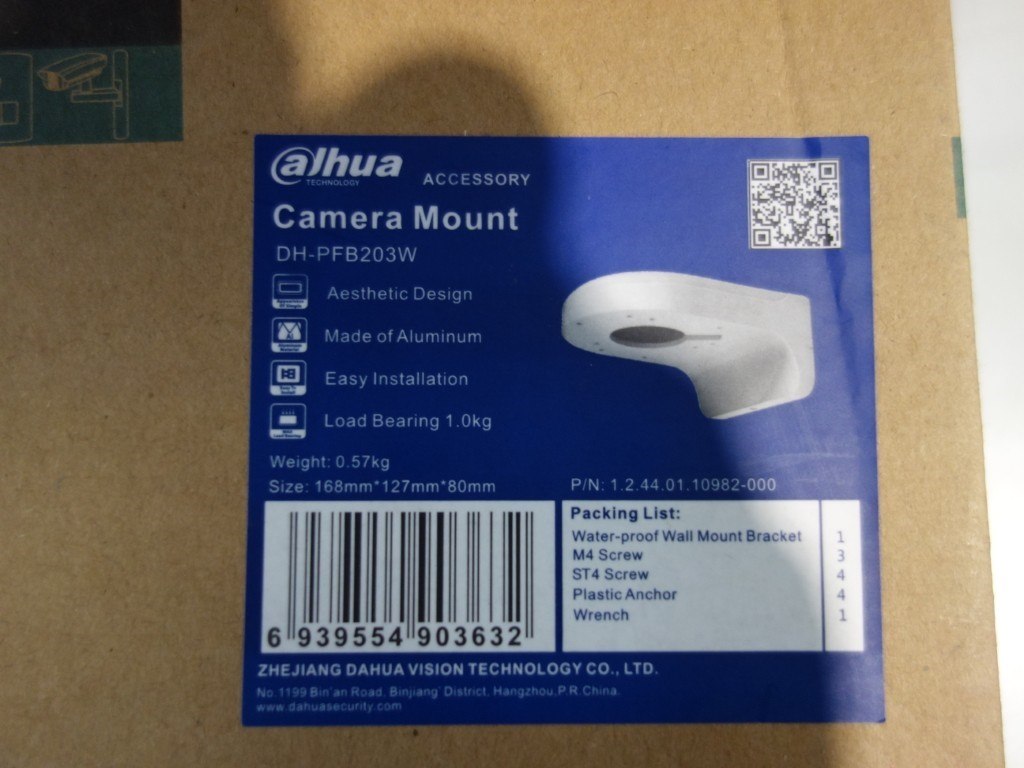 alhua
TECHNOLOGY
ACCESSORY
Camera Mount
DH-PFB203W
Aesthetic Design
Made of Aluminum
Easy Installation
Load Bearing 1.0kg
Weight: 0.57kg
Size: 168mm*127mm*80mm
P/N: 1.2.44.01.10982-000
Packing List:
Water-proof Wall Mount Bracket 1
M4 Screw 3
ST4 Screw 4
Plastic Anchor 4
Wrench 1
6 939554 903632
ZHEJIANG DAHUA VISION TECHNOLOGY CO., LTD.
No.1199 Bin'an Road, Binjiang District, Hangzhou,P.R.China.
www.dahuasecurity.com